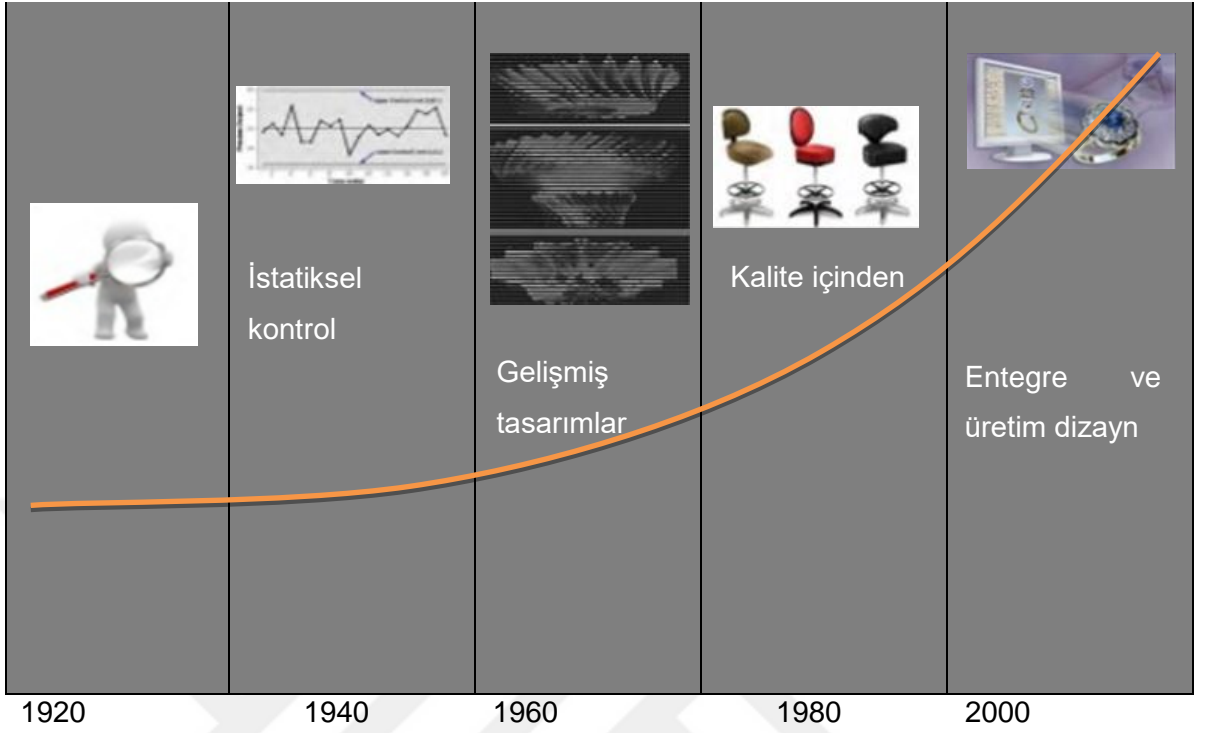 İstatiksel
kontrol
Gelişmiş
tasarımlar
Kalite içinden
Entegre ve
üretim dizayn
1920 1940 1960 1980 2000